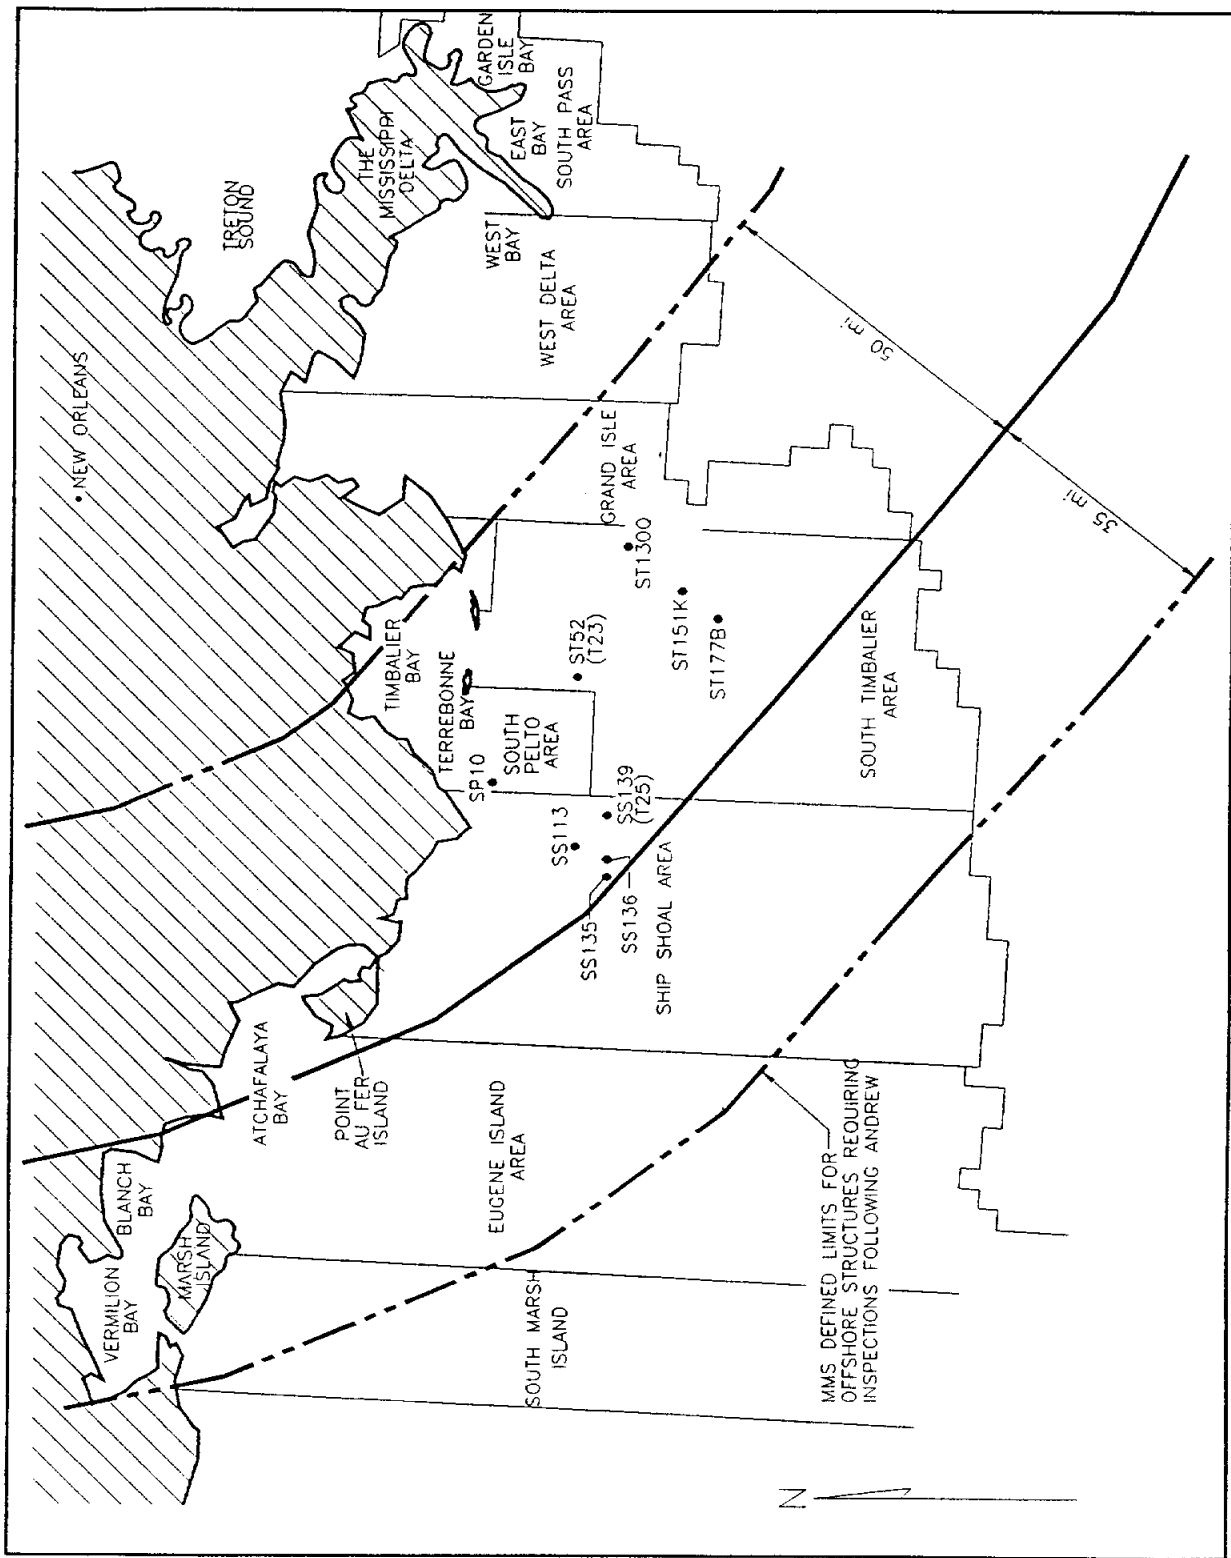 NEW ORLEANS
VERMILION
BAY
BLANCH
BAY
MARSH
ISLAND
ATCHAFALAYA
BAY
TRETON
SOUND
POINT
AU FER
ISLAND
THE
MISSISSIPPI
DELTA
TIMBALIER
BAY
TERREBONNE
BAY
SP10
SOUTH
PELTO
AREA
WEST
BAY
GARDEN
ISLE
BAY
EAST
BAY
SOUTH PASS
AREA
WEST DELTA
AREA
EUGENE ISLAND
AREA
SOUTH MARSH
ISLAND
SS113
ST52
(T23)
SS135
SS136
SS139
(T25)
GRAND ISLE
AREA
ST1300
SHIP SHOAL AREA
ST151K
ST177B
N
MMS DEFINED LIMITS FOR
OFFSHORE STRUCTURES REQUIRING
INSPECTIONS FOLLOWING ANDREW
SOUTH TIMBALIER
AREA
50 mi
35 mi